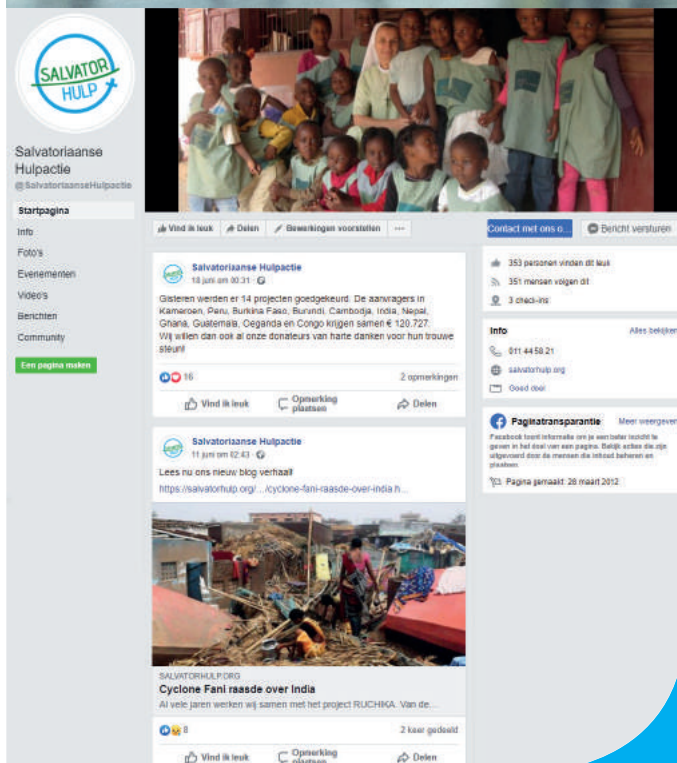 SALVATOR
HULP
Salvatoriaanse
Hulpactie
@SalvatoriaanseHulpactie
Startpagina
Info
Foto's
Evenementen
Video's
Berichten
Community
Een pagina maken
Vind ik leuk
Delen
Bewerkingen voorstellen
Contact met ons o...
Bericht versturen
Salvatoriaanse Hulpactie
18 juni om 00:31
Gisteren werden er 14 projecten goedgekeurd. De aanvragers in
Kameroen, Peru, Burkina Faso, Burundi, Cambodja, India, Nepal,
Ghana, Guatemala, Oeganda en Congo krijgen samen € 120.727.
Wij willen dan ook al onze donateurs van harte danken voor hun trouwe
steun!
16
2 opmerkingen
Vind ik leuk
Opmerking
plaatsen
Delen
Salvatoriaanse Hulpactie
11 juni om 02:43
Lees nu ons nieuw blog verhaal!
https://salvatorhulp.org/.../cyclone-fani-raasde-over-india.h...
SALVATORHULP.ORG
Cyclone Fani raasde over India
Al vele jaren werken wij samen met het project RUCHIKA. Van de...
8
2 keer gedeeld
Vind ik leuk
Opmerking
plaatsen
Delen
353 personen vinden dit leuk
351 mensen volgen dit
3 check-ins
Info
Alles bekijken
011 44 58 21
salvatorhulp.org
Goed doel
Paginatransparantie
Meer weergeven
Facebook toont informatie om je een beter inzicht te
geven in het doel van een pagina. Bekijk acties die zijn
uitgevoerd door de mensen die inhoud beheren en
plaatsen
Pagina gemaakt: 28 maart 2012